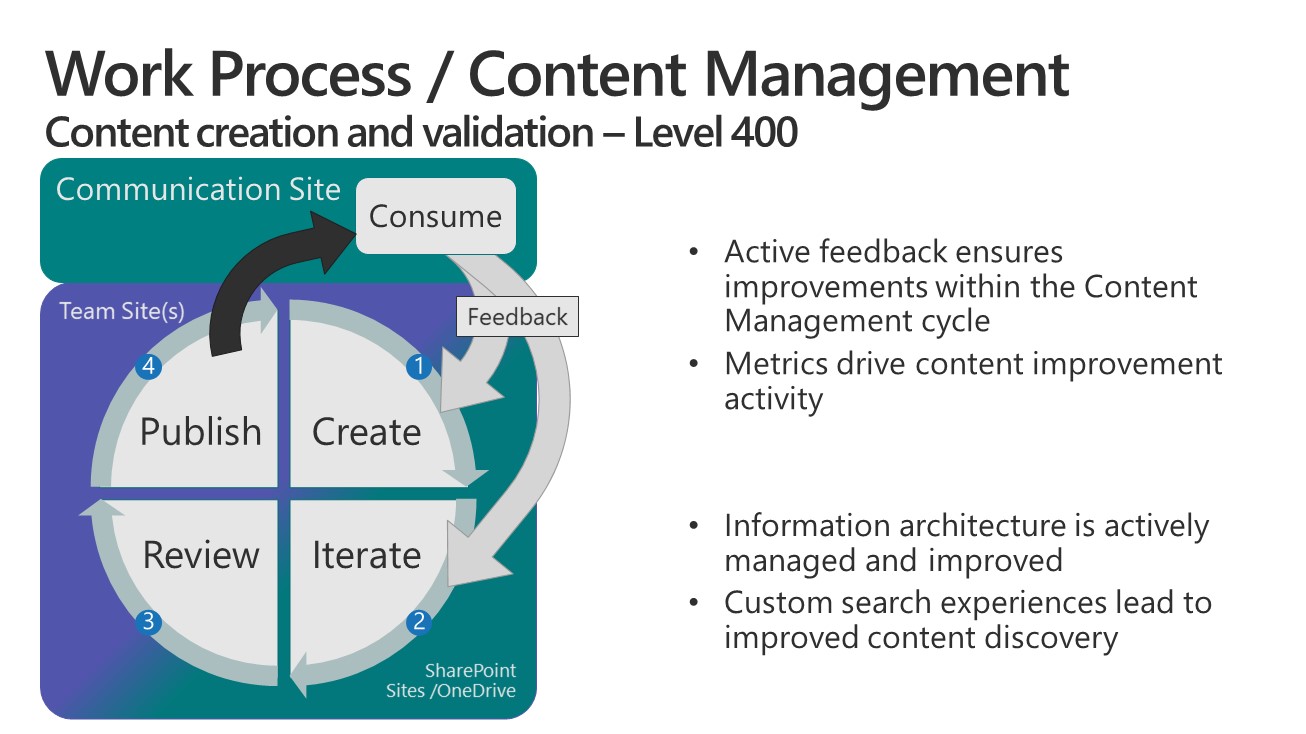 Work Process / Content Management
Content creation and validation – Level 400
Communication Site
Consume
Team Site(s)
Feedback
4
1
Publish
Create
Review
Iterate
3
2
SharePoint
Sites /OneDrive
• Active feedback ensures
improvements within the Content
Management cycle
• Metrics drive content improvement
activity
• Information architecture is actively
managed and improved
• Custom search experiences lead to
improved content discovery